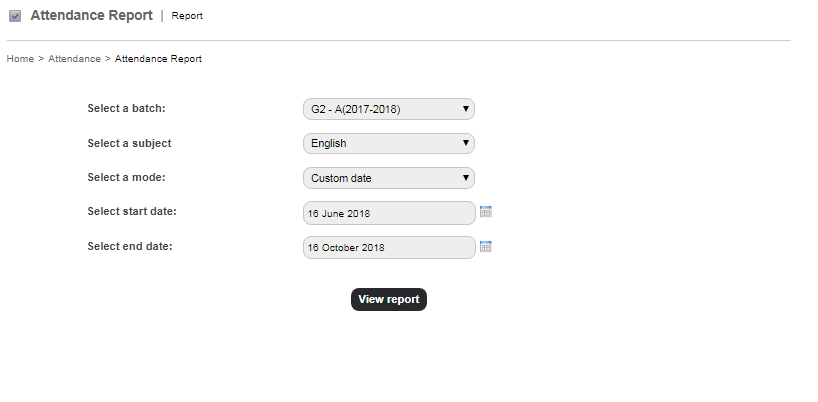 Attendance Report | Report
Home > Attendance > Attendance Report
Select a batch: G2 - A(2017-2018)
Select a subject English
Select a mode: Custom date
Select start date: 16 June 2018
Select end date: 16 October 2018
View report